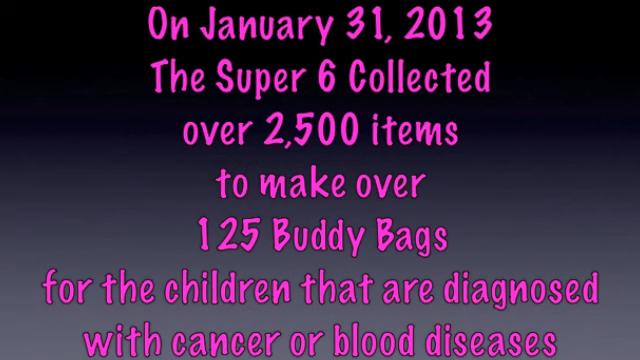 On January 31, 2013
The Super 6 Collected
over 2,500 items
to make over
125 Buddy Bags
for the children that are diagnosed
with cancer or blood diseases